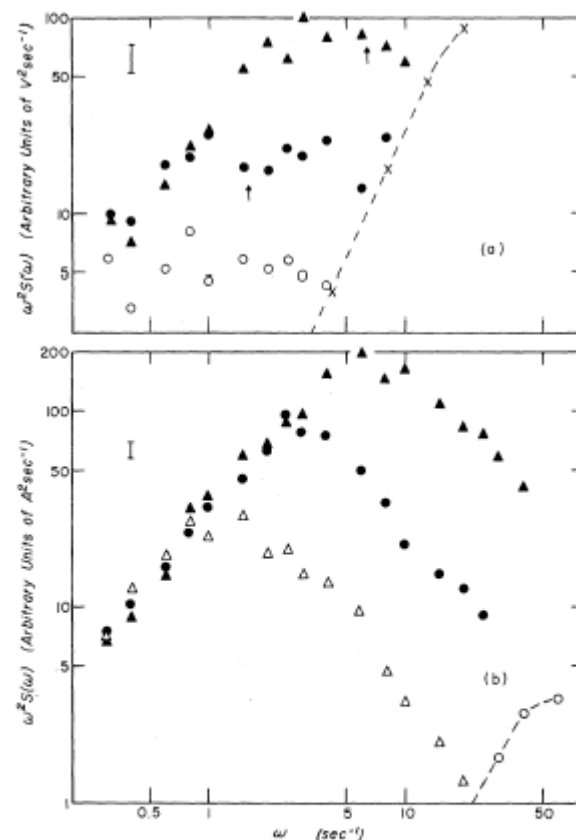 100
50
10
5
ω²S(ω) (Arbitrary Units of V²sec⁻¹)
(a)
200
100
50
10
5
1
ω²S(ω) (Arbitrary Units of A²sec⁻¹)
(b)
0.5 1 5 10 50
ω (sec⁻¹)